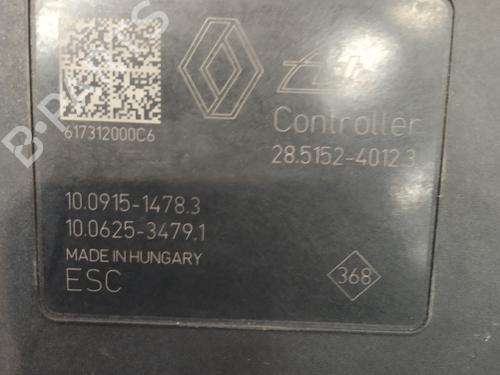 617312000C6
Controller
28.5152-4012.3
10.0915-1478.3
10.0625-3479.1
MADE IN HUNGARY
ESC
368